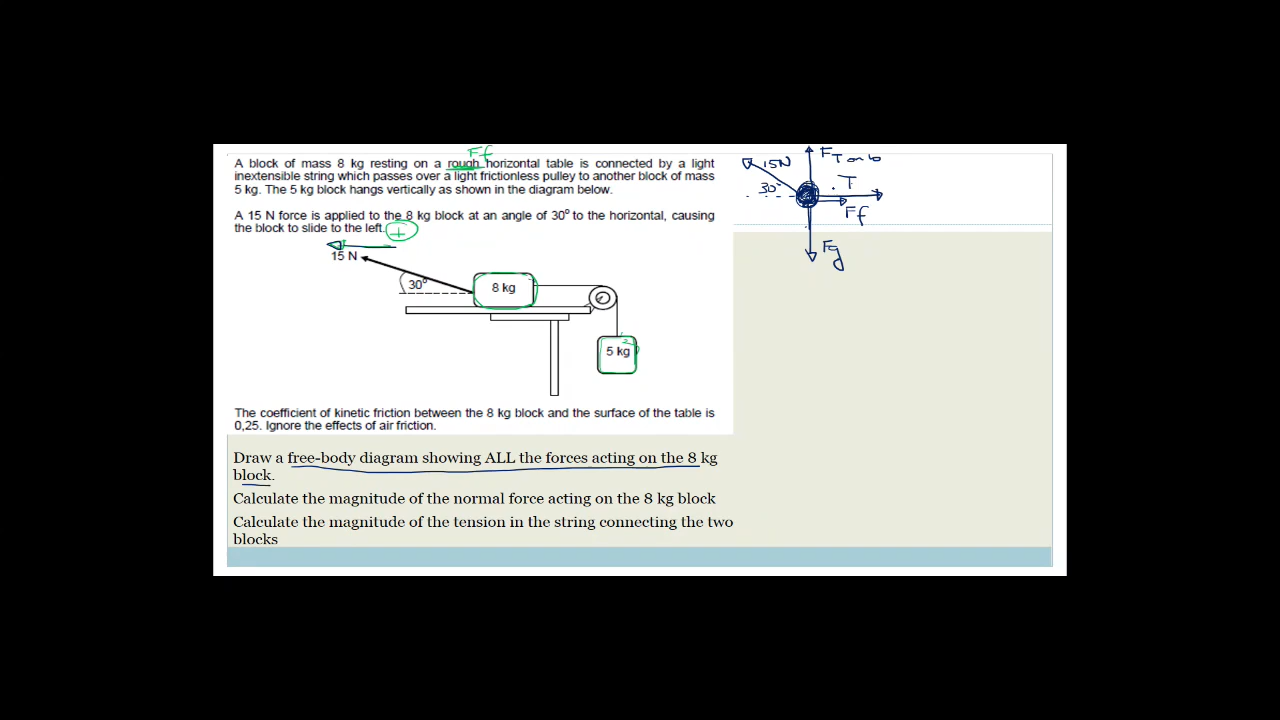 Ff
A block of mass 8 kg resting on a rough horizontal table is connected by a light
inextensible string which passes over a light frictionless pulley to another block of mass
5 kg. The 5 kg block hangs vertically as shown in the diagram below.
A 15 N force is applied to the 8 kg block at an angle of 30° to the horizontal, causing
the block to slide to the left. +
15 N
30°
8 kg
5 kg
The coefficient of kinetic friction between the 8 kg block and the surface of the table is
0,25. Ignore the effects of air friction.
Draw a free-body diagram showing ALL the forces acting on the 8 kg
block.
Calculate the magnitude of the normal force acting on the 8 kg block
Calculate the magnitude of the tension in the string connecting the two
blocks
FT on b
15N
30°
T
Ff
Fg